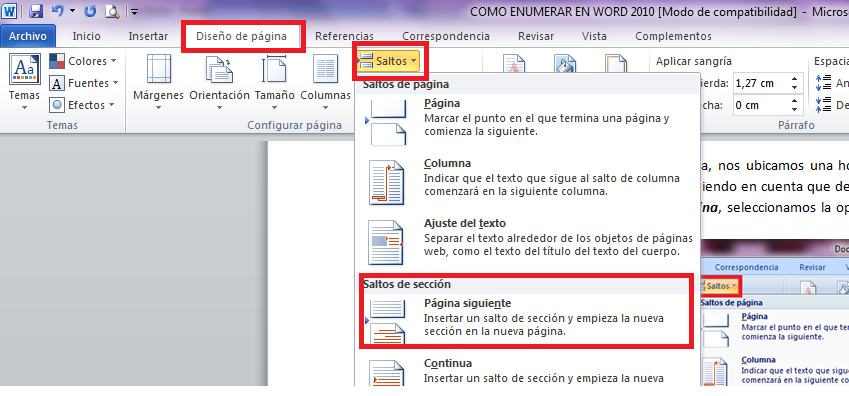 COMO ENUMERAR EN WORD 2010 [Modo de compatibilidad] - Micros
Archivo Inicio Insertar Diseño de página Referencias Correspondencia Revisar Vista Complementos
Colores
Fuentes
Efectos
Temas
Márgenes Orientación Tamaño Columnas
Saltos
Aplicar sangría
Espacia
ierda: 1,27 cm
cha: 0 cm
An
De
Temas Configurar página Párrafo
Saltos de página
Página
Marcar el punto en el que termina una página y
comienza la siguiente.
Columna
Indicar que el texto que sigue al salto de columna
comenzará en la siguiente columna.
Ajuste del texto
Separar el texto alrededor de los objetos de páginas
web, como el texto del título del texto del cuerpo.
Saltos de sección
Página siguiente
Insertar un salto de sección y empieza la nueva
sección en la nueva página.
Continua
Insertar un salto de sección y empieza la nueva
a, nos ubicamos una ho
iendo en cuenta que de
ina, seleccionamos la op
Doc
Correspondencia Revisar Vi
Saltos
Saltos de página
Página
Marcar el punto en el que ter
comienza la siguiente.
Columna
Indicar que el texto que sigue
comenzará en la siguiente co